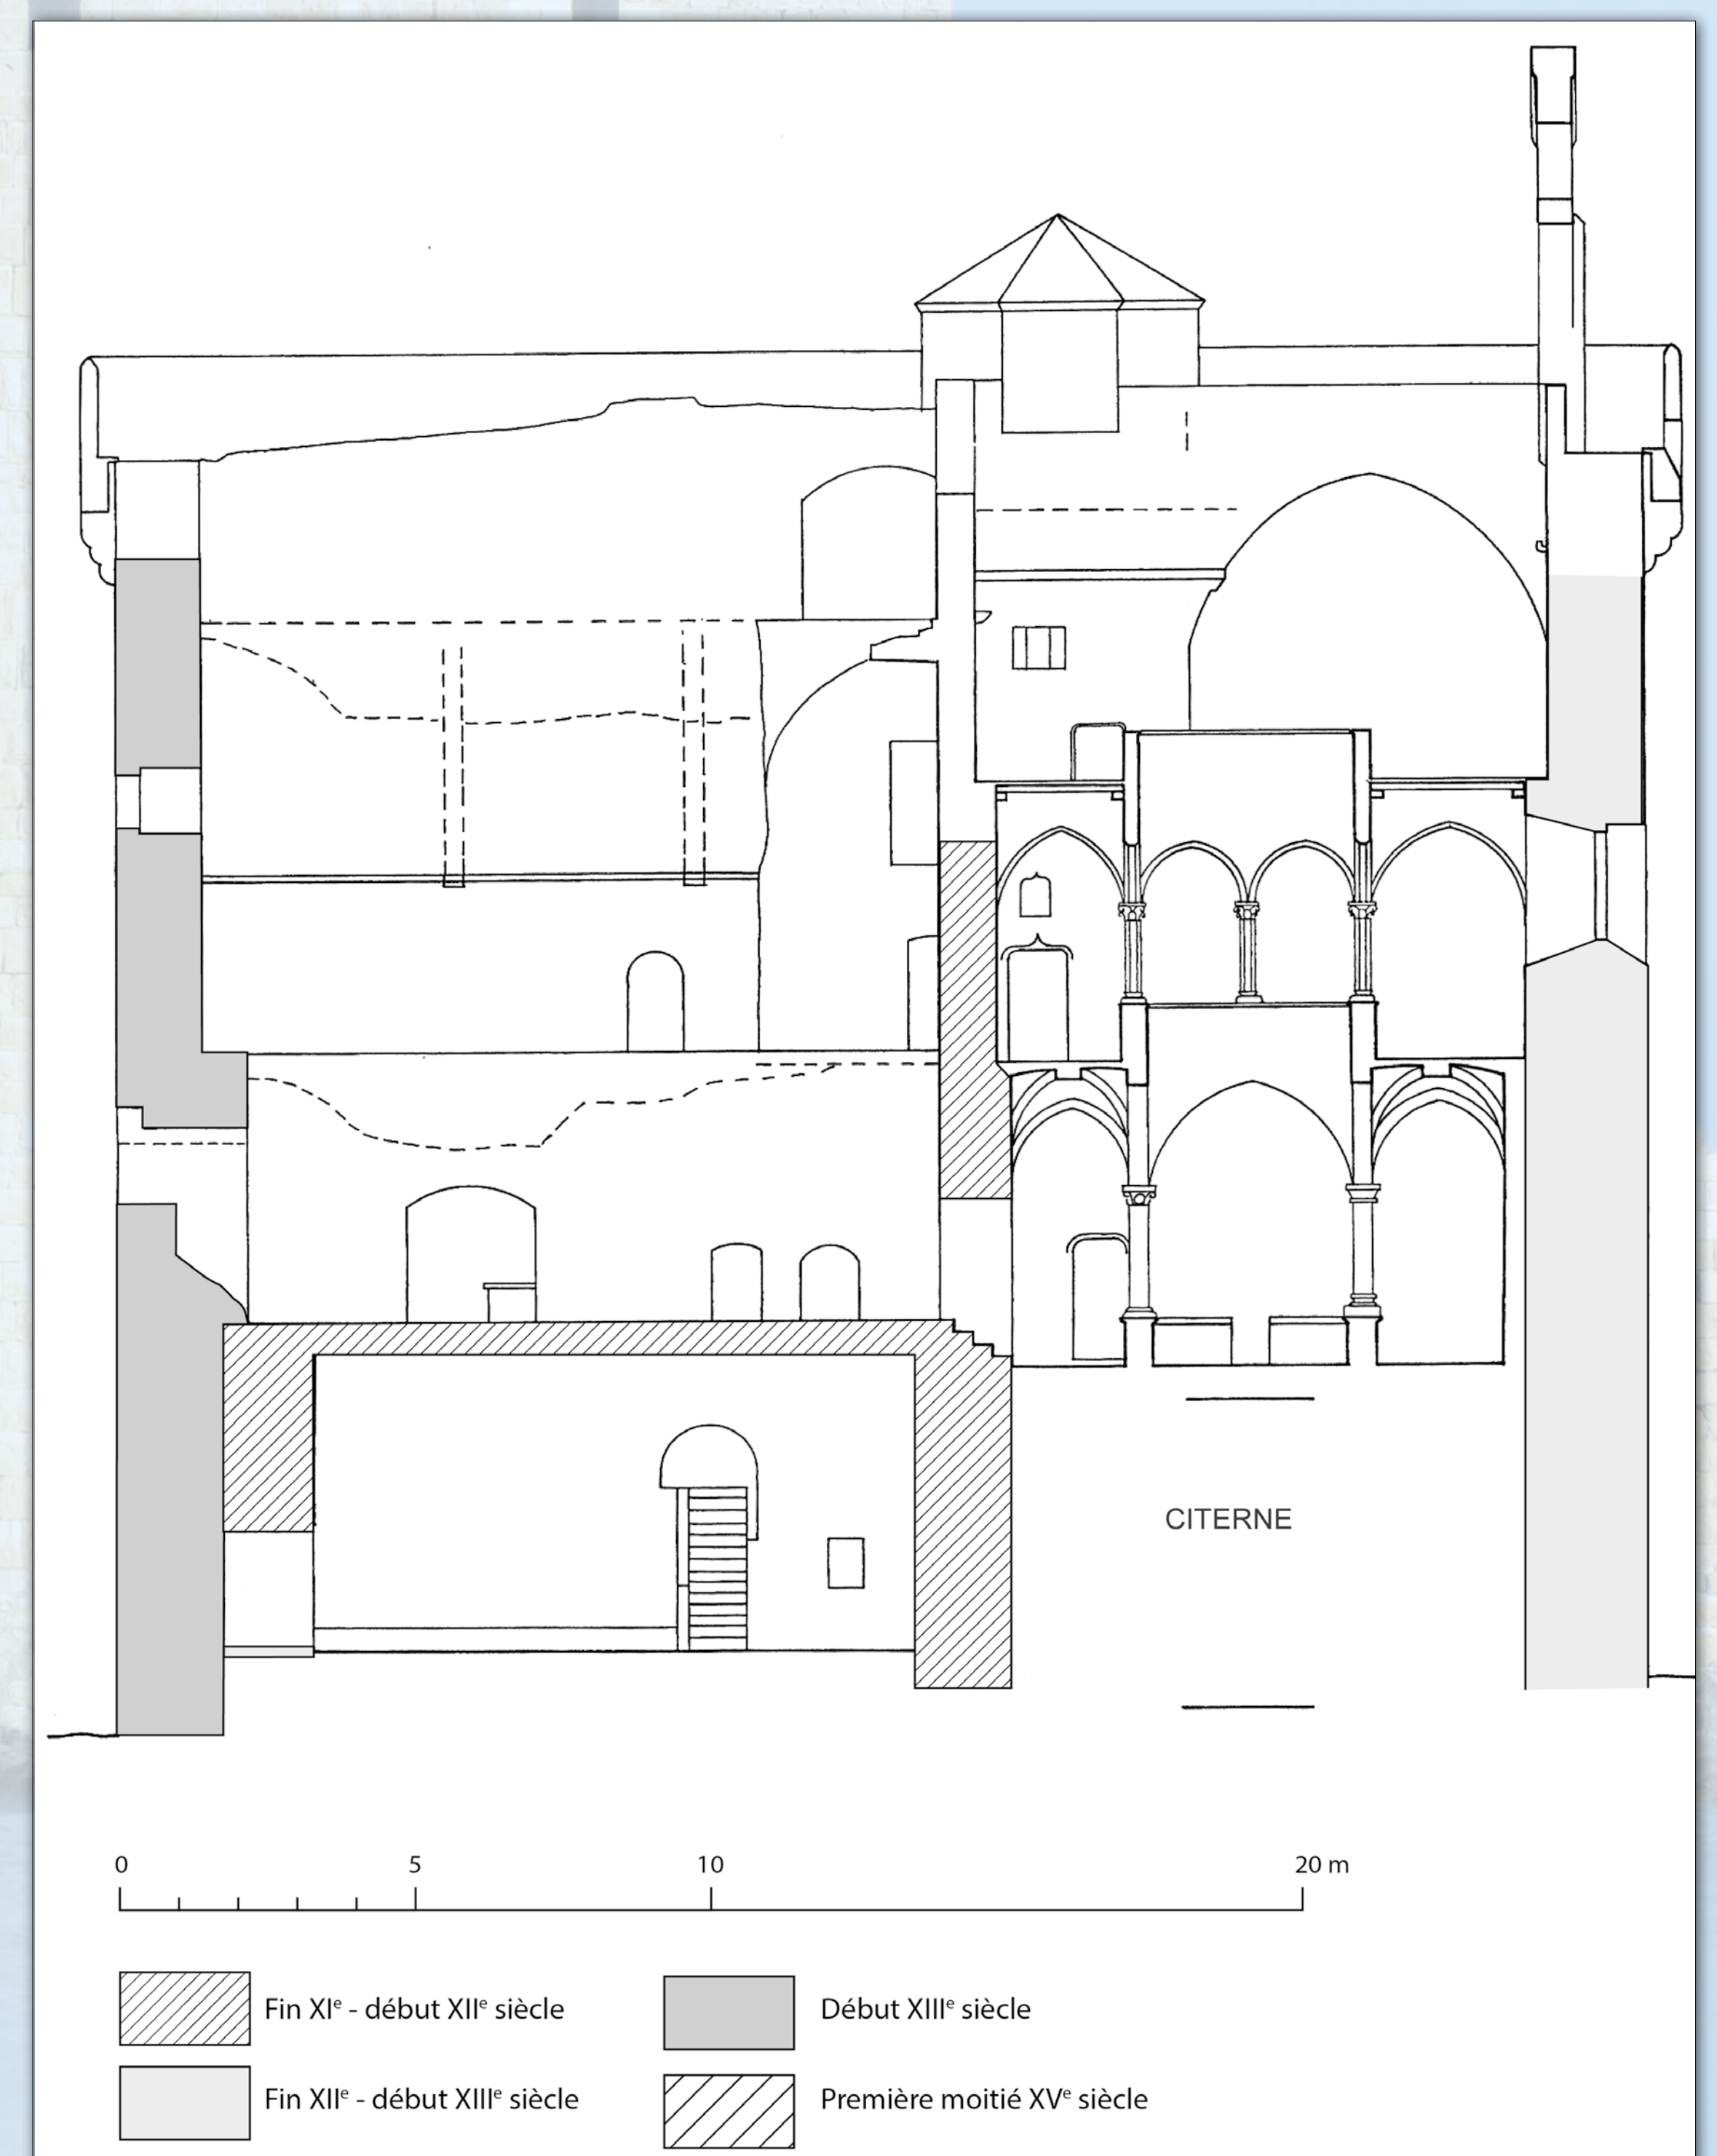 CITERNE
0 5 10 20 m
Fin XIe - début XIIe siècle
Début XIIIe siècle
Fin XIIe - début XIIIe siècle
Première moitié XVe siècle